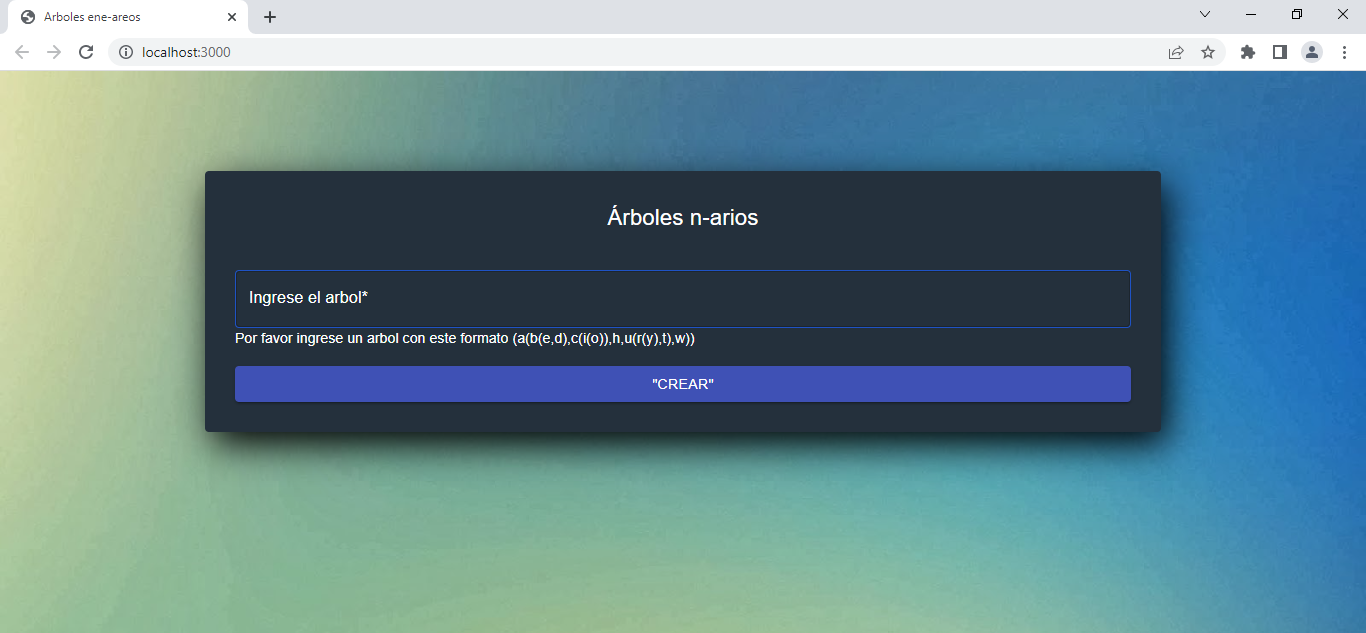 Arboles ene-areos
localhost:3000
Árboles n-arios
Ingrese el arbol*
Por favor ingrese un arbol con este formato (a(b(e,d),c(i(o)),h,u(r(y),t),w))
"CREAR"